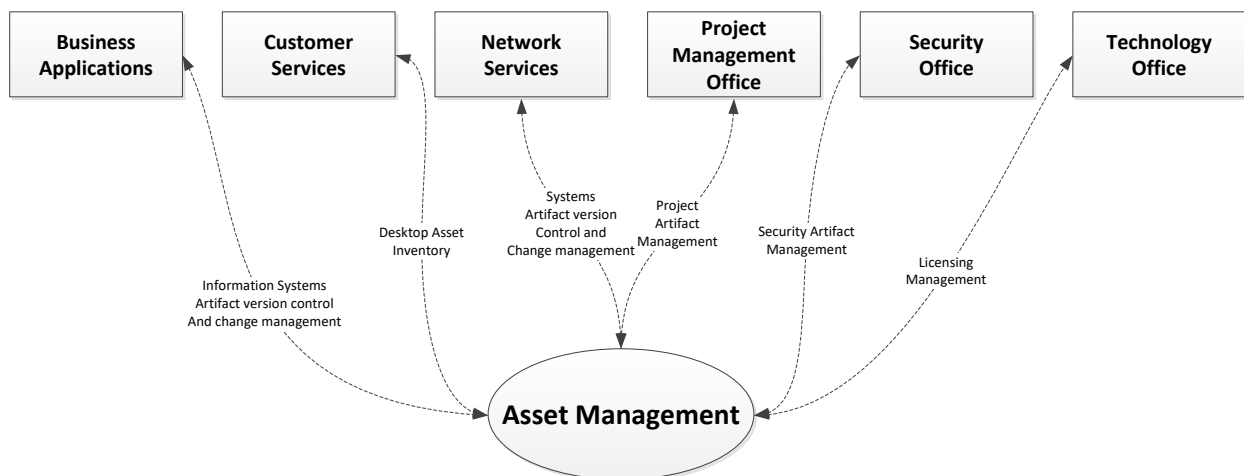 Business
Applications
Customer
Services
Network
Services
Project
Management
Office
Security
Office
Technology
Office
Systems
Artifact version
Control and
Change management
Project
Artifact
Management
Desktop Asset
Inventory
Security Artifact
Management
Licensing
Management
Information Systems
Artifact version control
And change management
Asset Management